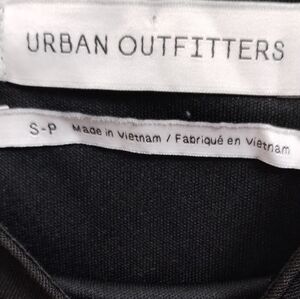 URBAN OUTFITTERS
S-P Made in Vietnam / Fabriqué en Vietnam